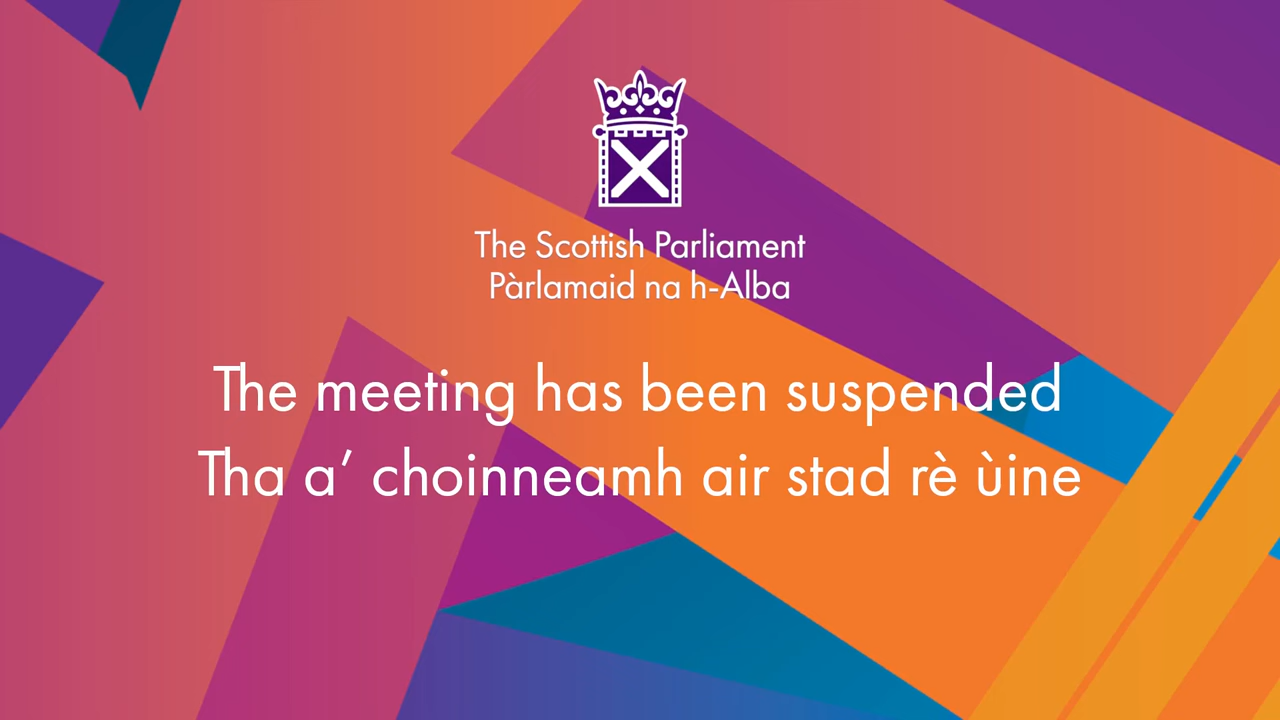 The Scottish Parliament
Pàrlamaid na h-Alba
The meeting has been suspended
Tha a’ choinneamh air stad rè ùine